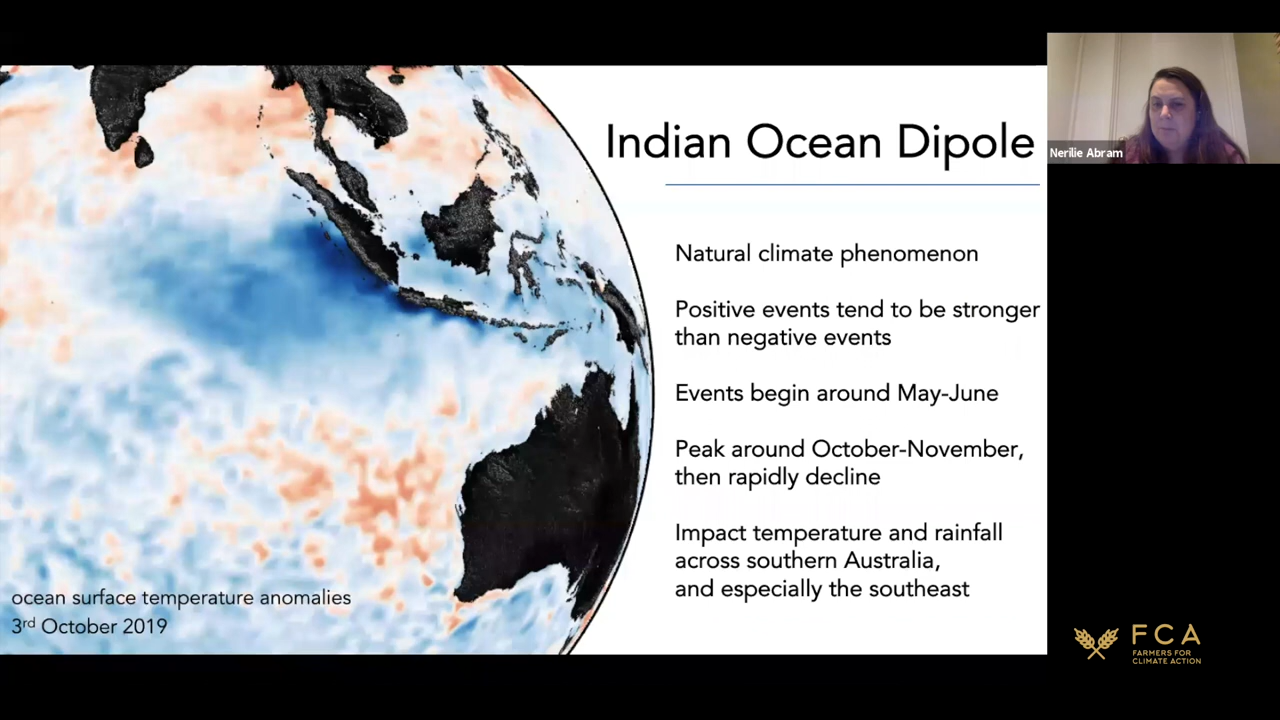 Indian Ocean Dipole
Natural climate phenomenon
Positive events tend to be stronger
than negative events
Events begin around May-June
Peak around October-November,
then rapidly decline
Impact temperature and rainfall
across southern Australia,
and especially the southeast
ocean surface temperature anomalies
3rd October 2019
Nerilie Abram
FCA
FARMERS FOR
CLIMATE ACTION